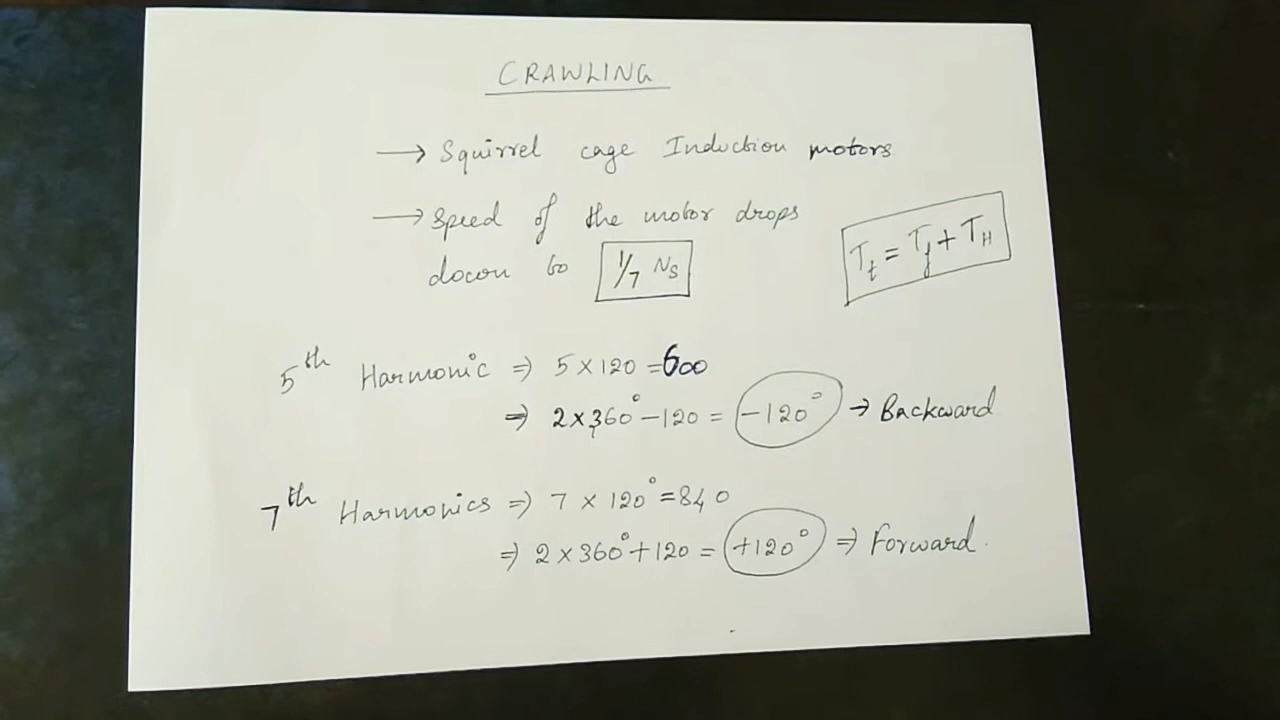 CRAWLING
→ Squirrel cage Induction motors
→ Speed of the motor drops
down to 1/7 Ns
Tt = Tf + TH
5th Harmonic ⇒ 5 × 120 = 600
⇒ 2 × 360° - 120 = -120° → Backward
7th Harmonics ⇒ 7 × 120° = 840
⇒ 2 × 360° + 120 = +120° ⇒ Forward.